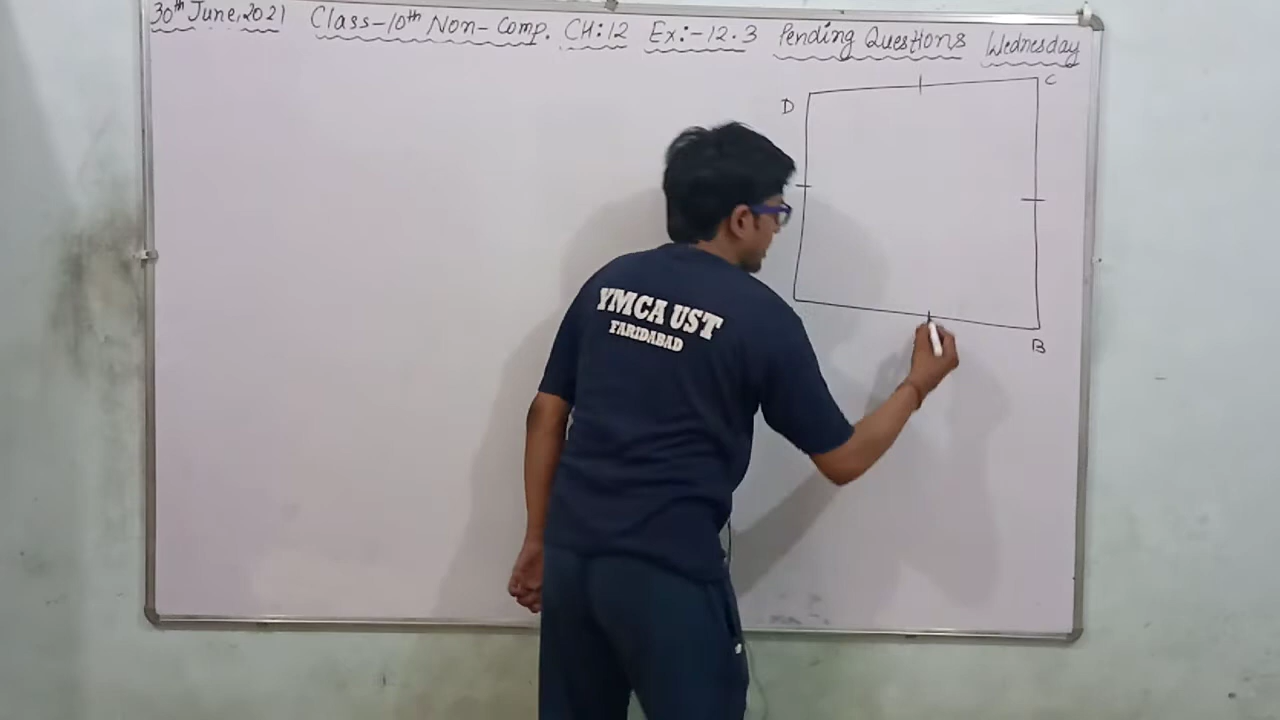 30th June, 2021 Class-10th Non-Comp. CH:12 Ex:-12.3 Pending Questions Wednesday
D
C
B
YMCA UST
FARIDABAD